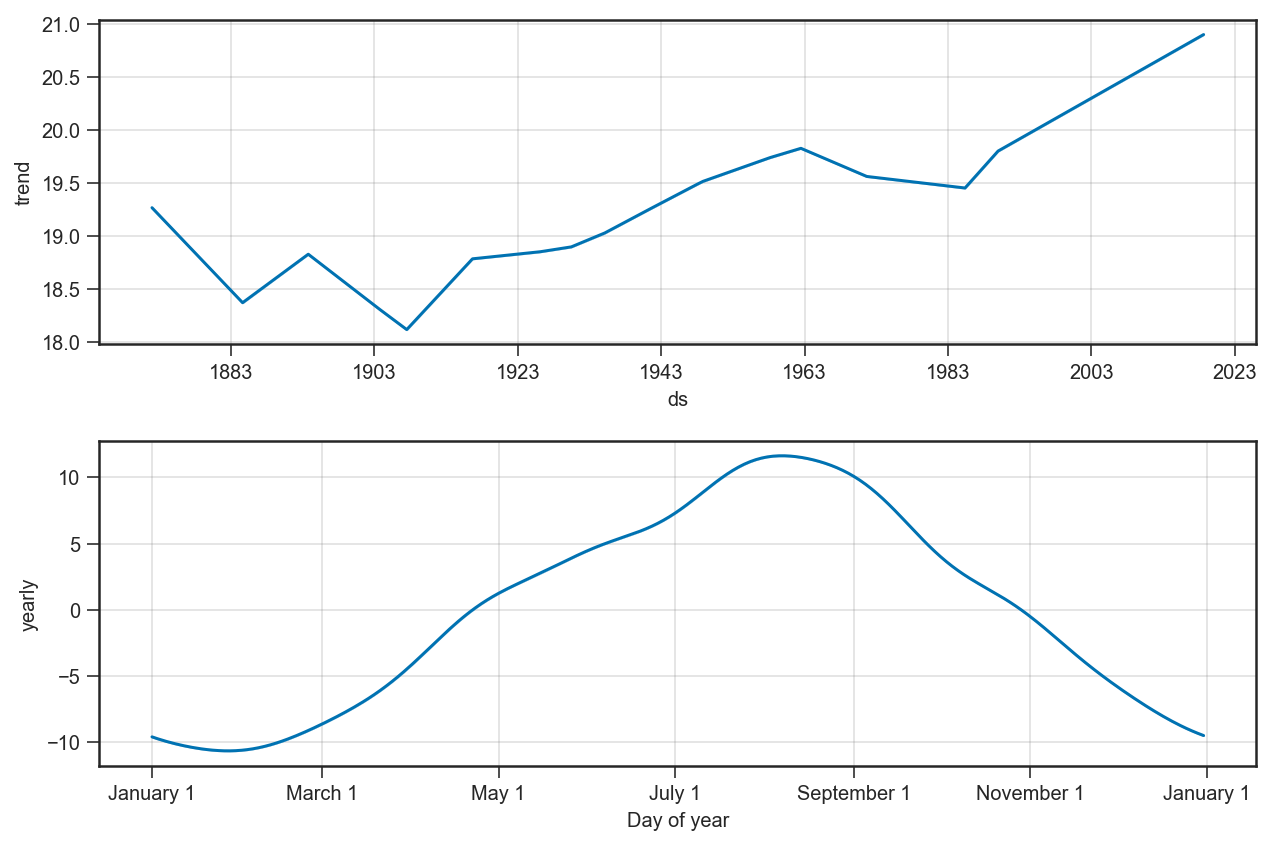 21.0
20.5
20.0
19.5
19.0
18.5
18.0
trend
1883 1903 1923 1943 1963 1983 2003 2023
ds
10
5
0
−5
−10
yearly
January 1 March 1 May 1 July 1 September 1 November 1 January 1
Day of year